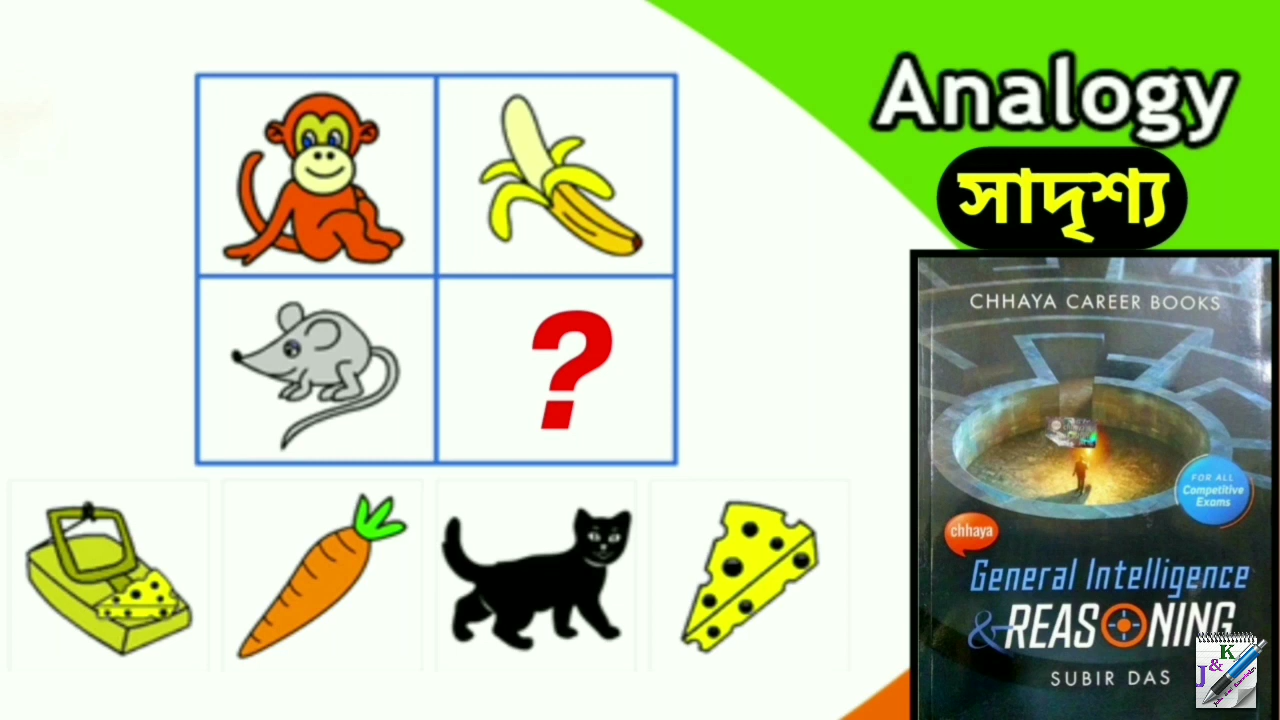 Analogy
সাদৃশ্য
?
CHHAYA CAREER BOOKS
FOR ALL
Competitive
Exams
chhaya
General Intelligence
& REASONING
SUBIR DAS
J&K